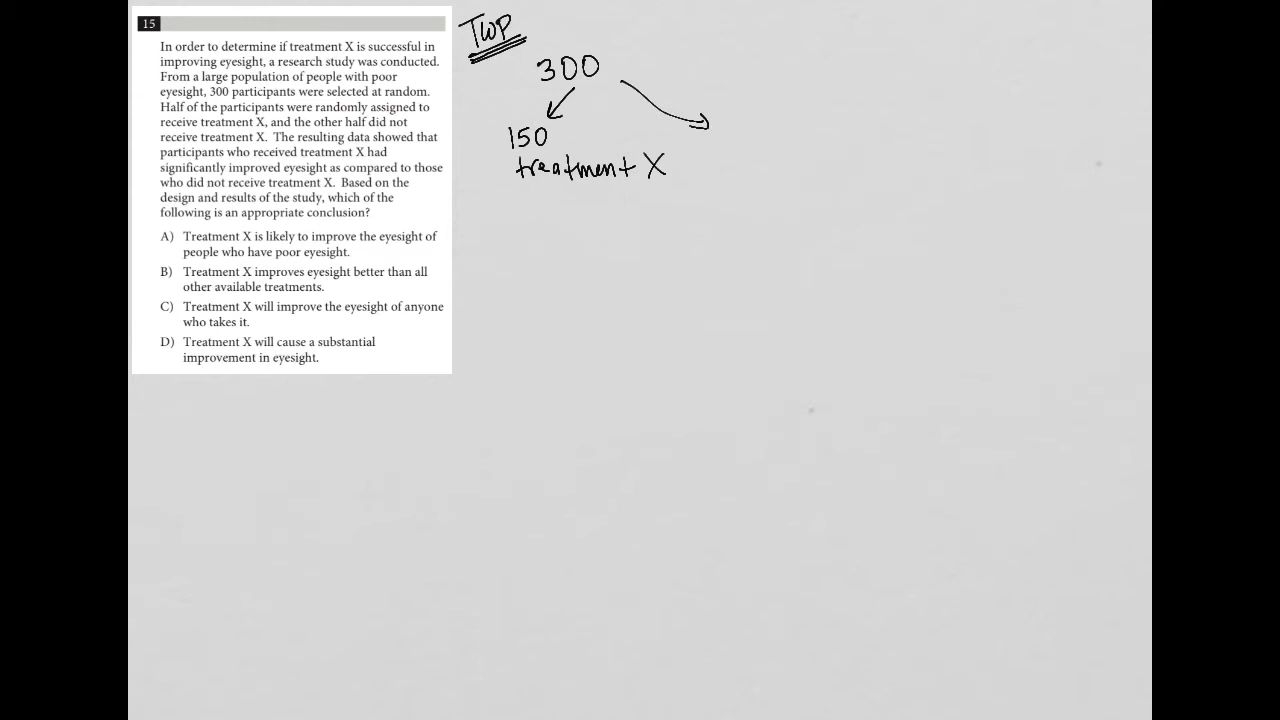 15
In order to determine if treatment X is successful in
improving eyesight, a research study was conducted.
From a large population of people with poor
eyesight, 300 participants were selected at random.
Half of the participants were randomly assigned to
receive treatment X, and the other half did not
receive treatment X. The resulting data showed that
participants who received treatment X had
significantly improved eyesight as compared to those
who did not receive treatment X. Based on the
design and results of the study, which of the
following is an appropriate conclusion?
A) Treatment X is likely to improve the eyesight of
people who have poor eyesight.
B) Treatment X improves eyesight better than all
other available treatments.
C) Treatment X will improve the eyesight of anyone
who takes it.
D) Treatment X will cause a substantial
improvement in eyesight.
TWP
300
150
treatment X